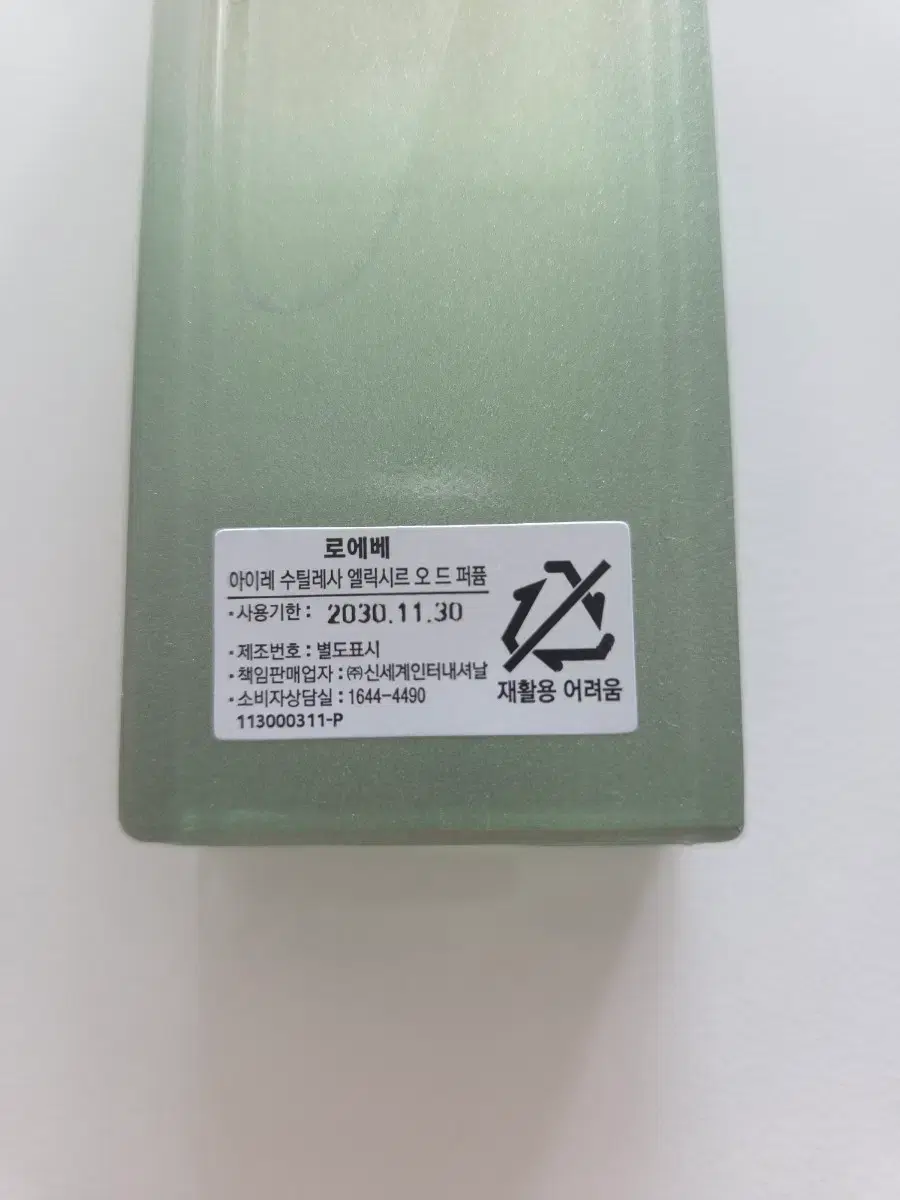 로에베
아이레 수틸레사 엘릭시르 오 드 퍼퓸
•사용기한 : 2030.11.30
•제조번호 : 별도표시
•책임판매업자 : ㈜신세계인터내셔날
•소비자상담실 : 1644-4490
113000311-P
재활용 어려움